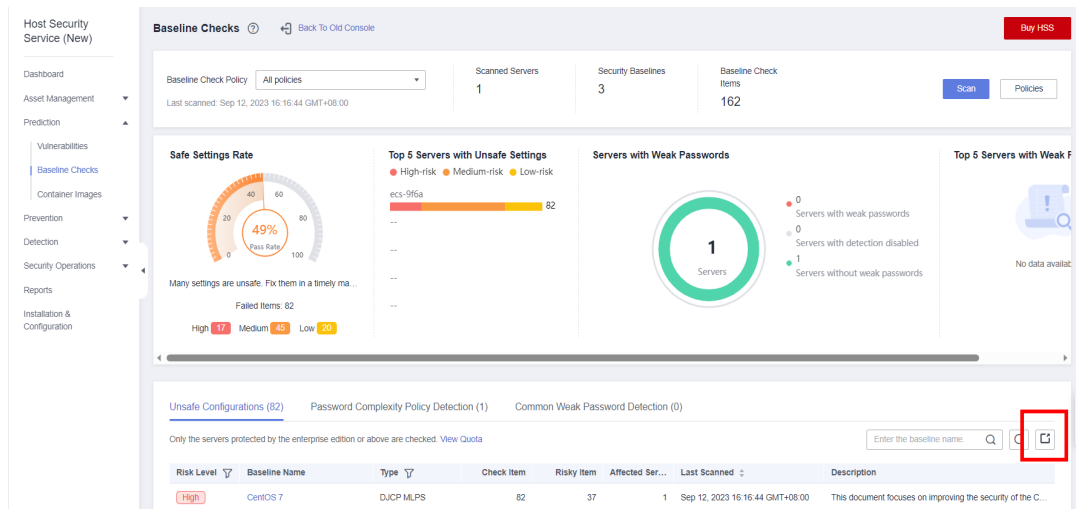 Host Security
Service (New)
Dashboard
Asset Management
Prediction
Vulnerabilities
Baseline Checks
Container Images
Prevention
Detection
Security Operations
Reports
Installation &
Configuration
Baseline Checks ? Back To Old Console
Buy HSS
Baseline Check Policy All policies
Last scanned: Sep 12, 2023 16:16:44 GMT+08:00
Scanned Servers
1
Security Baselines
3
Baseline Check
Items
162
Scan Policies
Safe Settings Rate
0 20 40 60 80 100
49%
Pass Rate
Many settings are unsafe. Fix them in a timely ma...
Failed Items: 82
High 17 Medium 45 Low 20
Top 5 Servers with Unsafe Settings
High-risk Medium-risk Low-risk
ecs-9f6a
82
--
--
--
--
Servers with Weak Passwords
1
Servers
0
Servers with weak passwords
0
Servers with detection disabled
1
Servers without weak passwords
Top 5 Servers with Weak
No data availab
Unsafe Configurations (82) Password Complexity Policy Detection (1) Common Weak Password Detection (0)
Only the servers protected by the enterprise edition or above are checked. View Quota
Enter the baseline name.
Risk Level Baseline Name Type Check Item Risky Item Affected Ser... Last Scanned Description
High CentOS 7 DJCP MLPS 82 37 1 Sep 12, 2023 16:16:44 GMT+08:00 This document focuses on improving the security of the C...